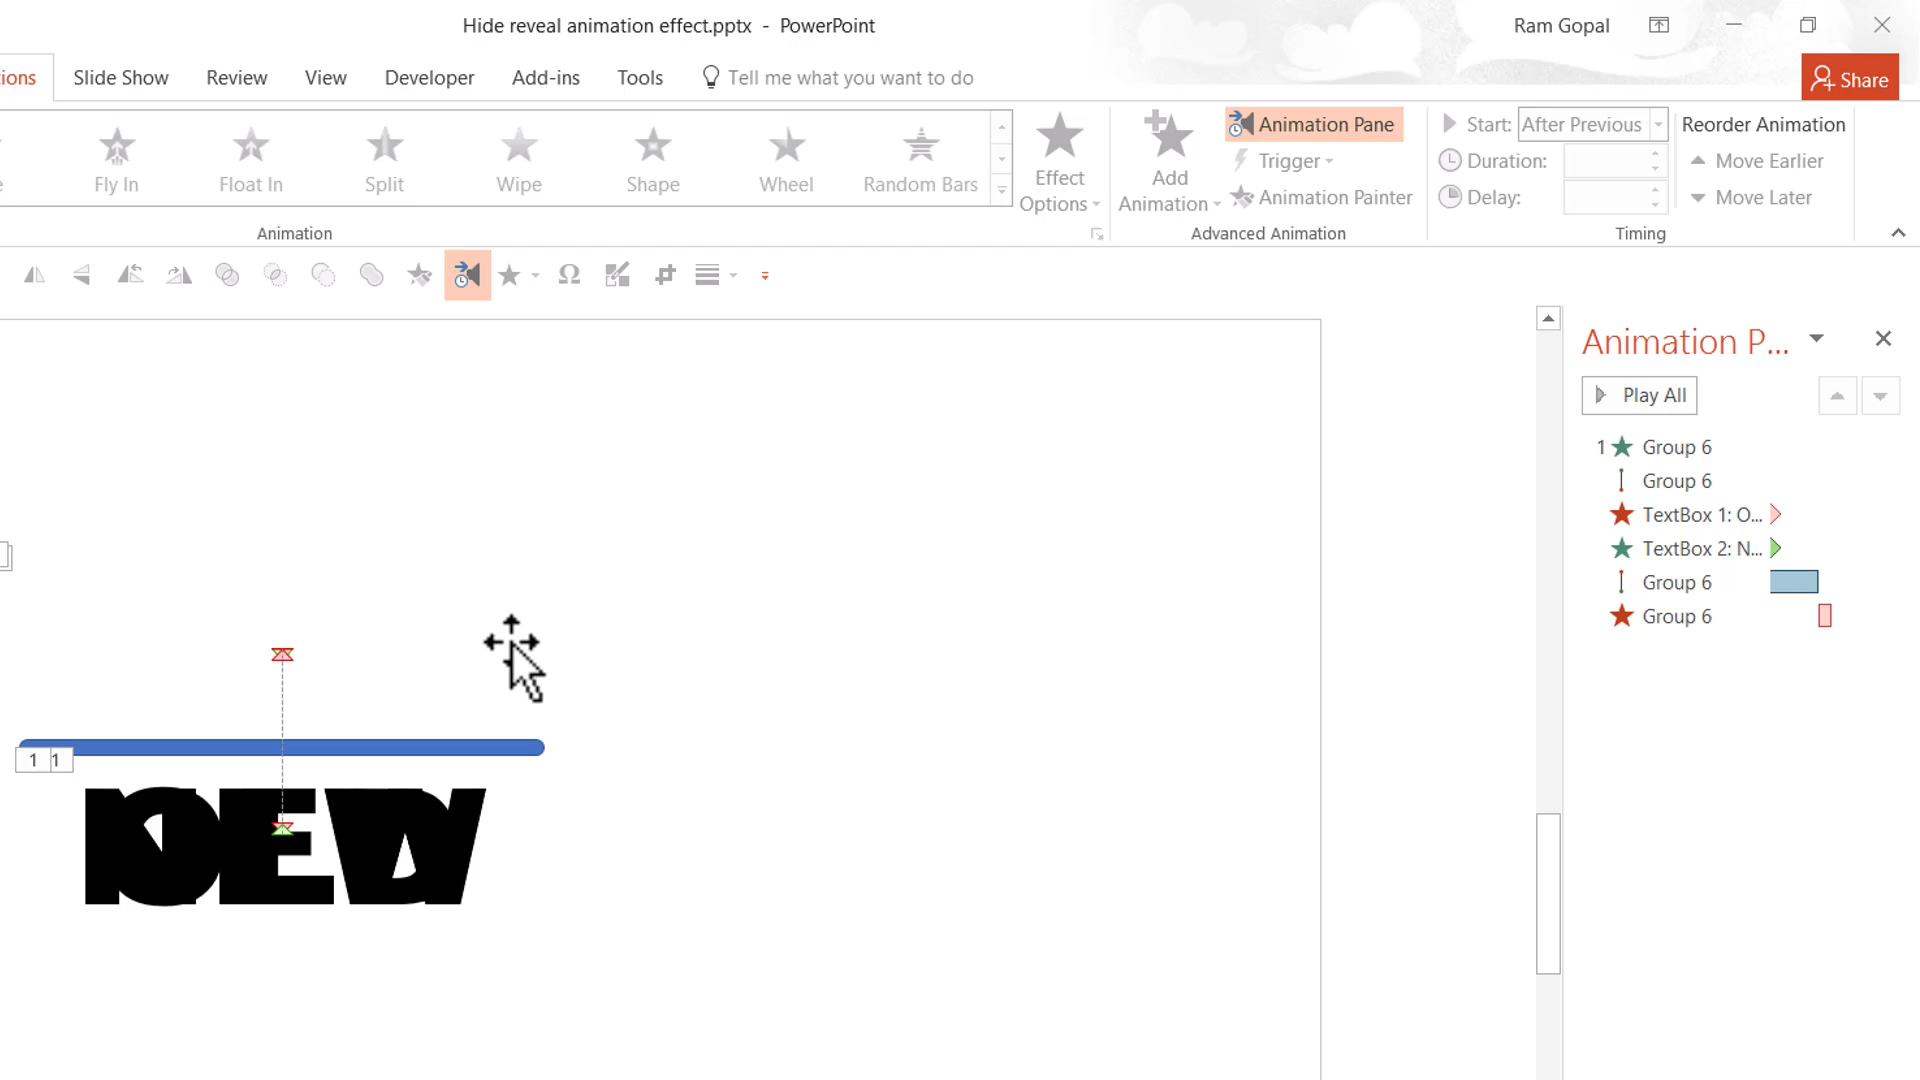 Hide reveal animation effect.pptx - PowerPoint
Ram Gopal
ions Slide Show Review View Developer Add-ins Tools Tell me what you want to do
Share
Fly In Float In Split Wipe Shape Wheel Random Bars
Animation
Effect Options
Add Animation
Animation Pane
Trigger
Animation Painter
Advanced Animation
Start: After Previous
Duration:
Delay:
Timing
Reorder Animation
Move Earlier
Move Later
Animation P...
Play All
1 Group 6
Group 6
TextBox 1: O...
TextBox 2: N...
Group 6
Group 6
1 1